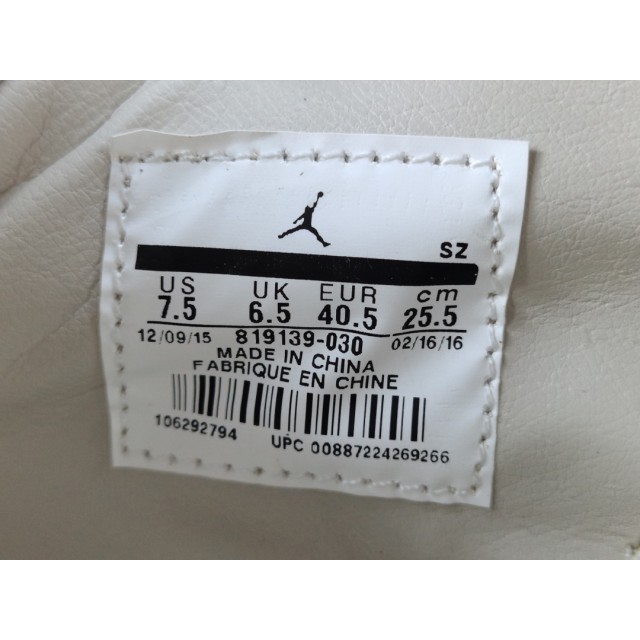 SZ
US UK EUR cm
7.5 6.5 40.5 25.5
12/09/15 819139-030 02/16/16
MADE IN CHINA
FABRIQUE EN CHINE
106292794 UPC 00887224269266